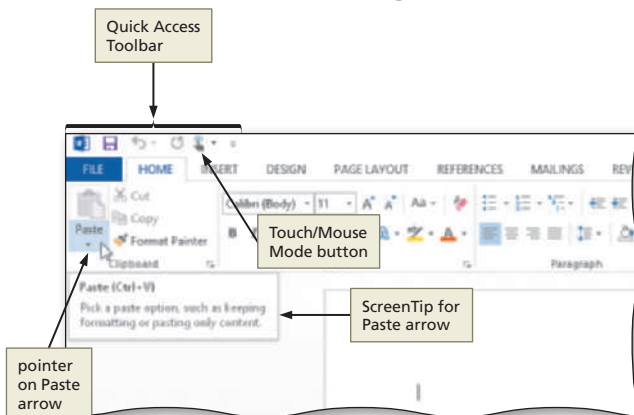 Quick Access
Toolbar
FILE HOME INSERT DESIGN PAGE LAYOUT REFERENCES MAILINGS REV
Cut
Calibri (Body) 11 A A Aa
Copy
Paste
Format Painter
B
A
Touch/Mouse
Mode button
Clipboard
Paragraph
Paste (Ctrl+V)
Pick a paste option, such as keeping
formatting or pasting only content.
ScreenTip for
Paste arrow
pointer
on Paste
arrow